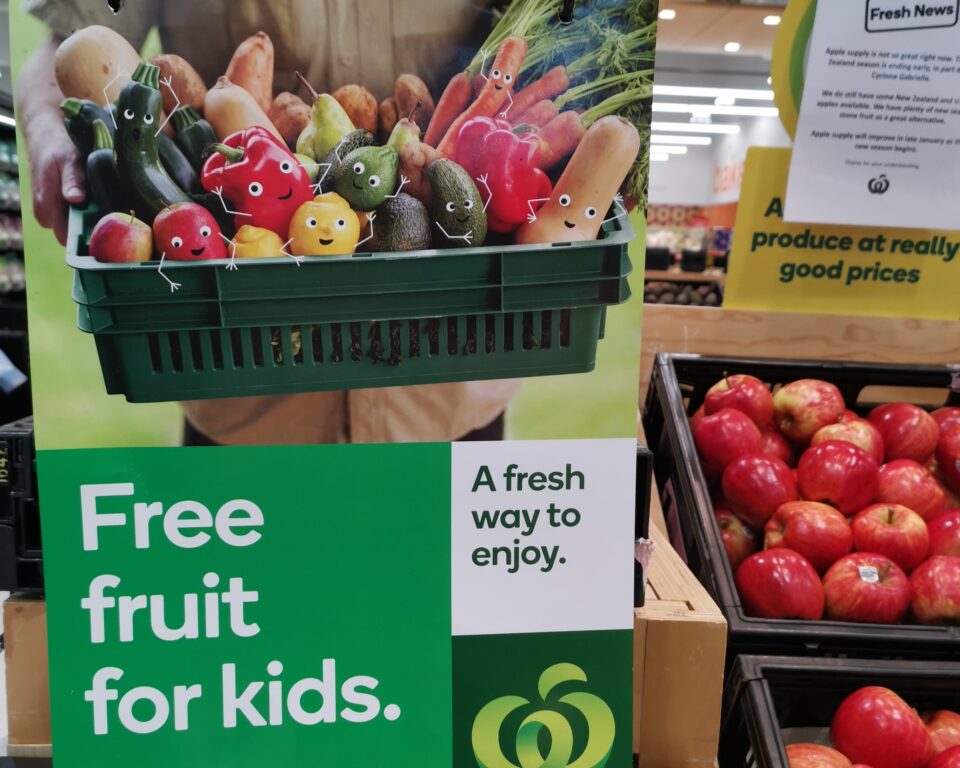 Free
fruit
for kids.
A fresh
way to
enjoy.
Fresh News
Apple supply is not so great right now. The
Zealand season is ending early, in part
Cyclone Gabrielle.
We do still have some New Zealand and U
apples available. We have plenty of new seas
stone fruit as a great alternative.
Apple supply will improve in late January as th
new season begins.
Thanks for your understanding
A
produce at really
good prices